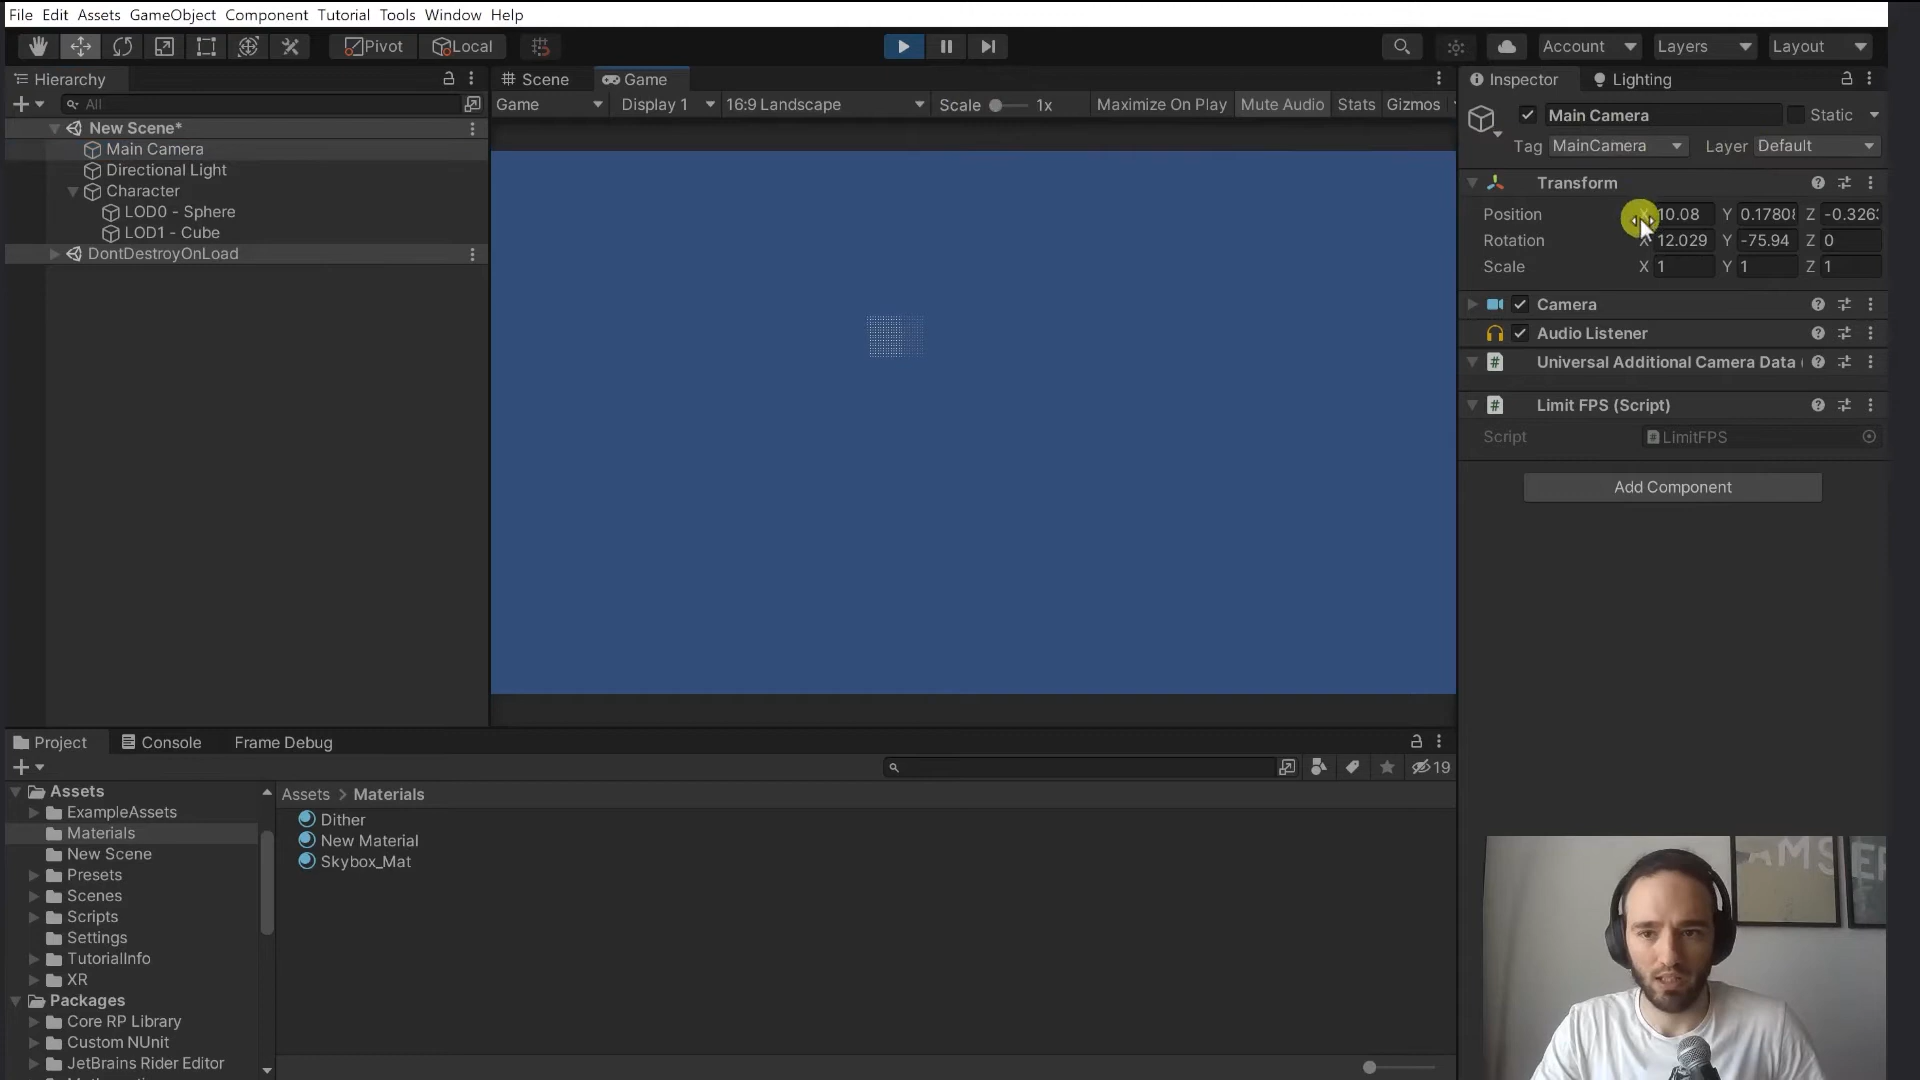 File Edit Assets GameObject Component Tutorial Tools Window Help
Pivot Local Account Layers Layout
Hierarchy
All
New Scene*
Main Camera
Directional Light
Character
LOD0 - Sphere
LOD1 - Cube
DontDestroyOnLoad
Scene Game
Game Display 1 16:9 Landscape Scale 1x Maximize On Play Mute Audio Stats Gizmos
Inspector Lighting
Main Camera Static
Tag MainCamera Layer Default
Transform
Position X 10.08 Y 0.1780 Z -0.326
Rotation X 12.029 Y -75.94 Z 0
Scale X 1 Y 1 Z 1
Camera
Audio Listener
Universal Additional Camera Data (
Limit FPS (Script)
Script LimitFPS
Add Component
Project Console Frame Debug
19
Assets
ExampleAssets
Materials
New Scene
Presets
Scenes
Scripts
Settings
TutorialInfo
XR
Packages
Core RP Library
Custom NUnit
JetBrains Rider Editor
Assets > Materials
Dither
New Material
Skybox_Mat